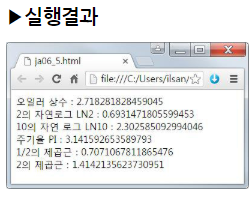 ▶실행결과
ja06_5.html
file:///C:/Users/ilsan/
오일러 상수 : 2.718281828459045
2의 자연로그 LN2 : 0.6931471805599453
10의 자연 로그 LN10 : 2.302585092994046
주기율 PI : 3.141592653589793
1/2의 제곱근 : 0.7071067811865476
2의 제곱근 : 1.4142135623730951